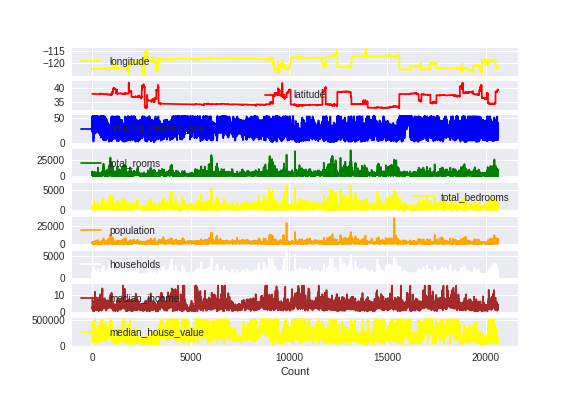 -115
-120
longitude
40
35
latitude
50
0
25000
0
total_rooms
5000
0
total_bedrooms
25000
0
population
5000
0
households
10
0
median_income
500000
0
median_house_value
0 5000 10000 15000 20000
Count